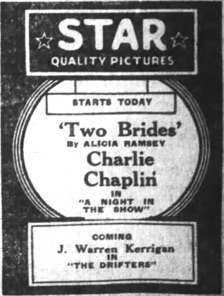 STAR
QUALITY PICTURES
STARTS TODAY
'Two Brides'
By ALICIA RAMSEY
Charlie
Chaplin
IN
"A NIGHT IN
THE SHOW"
COMING
J. Warren Kerrigan
IN
"THE DRIFTERS"